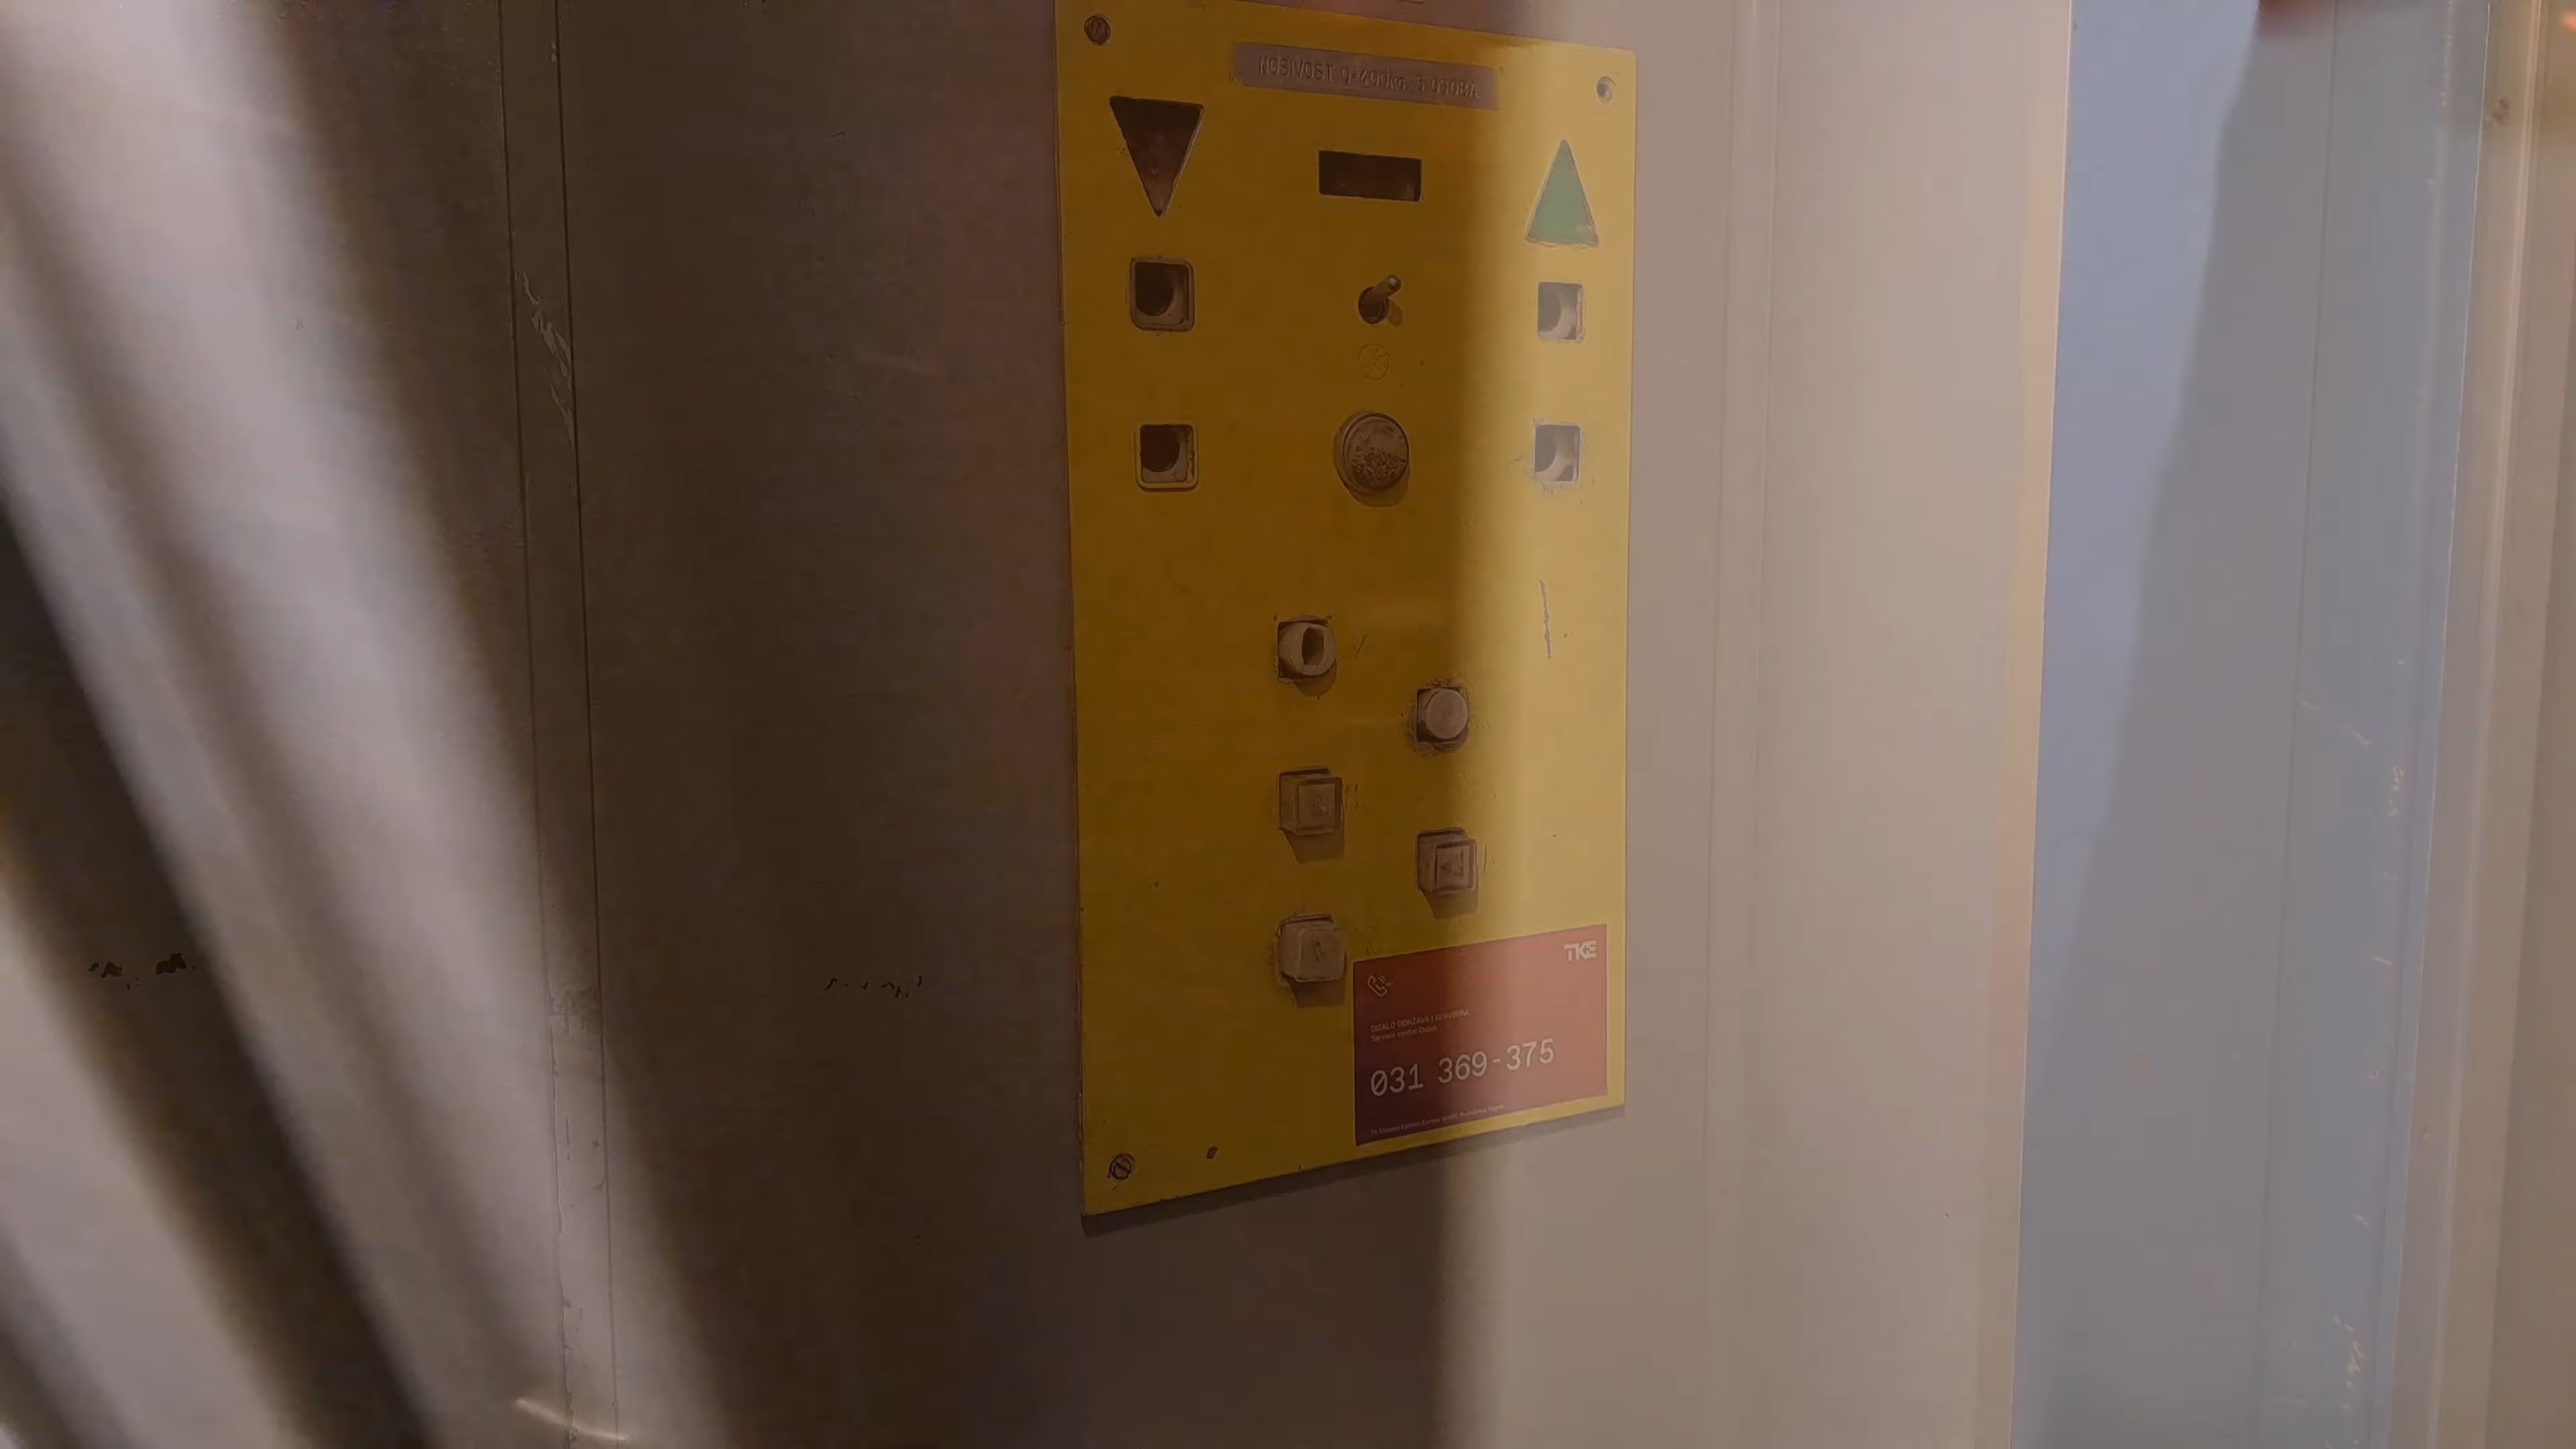 NOSIVOST Q=400kg. 5 OSOBA
TKE
DIZALO ODRŽAVA I SERVISIRA
Servisni centar Osijek
031 369-375